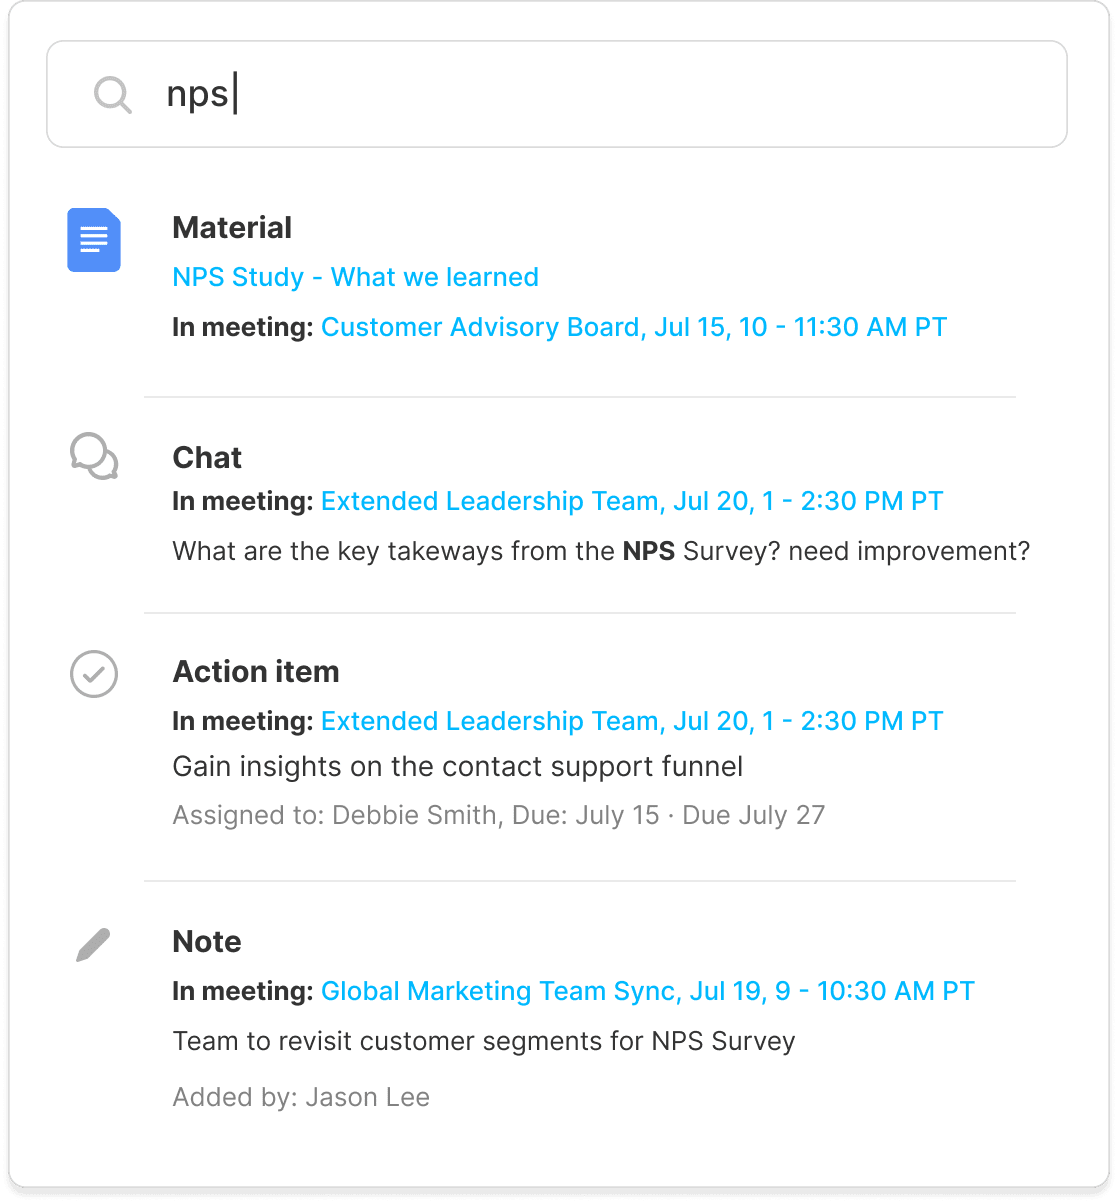 nps
Material
NPS Study - What we learned
In meeting: Customer Advisory Board, Jul 15, 10 - 11:30 AM PT
Chat
In meeting: Extended Leadership Team, Jul 20, 1 - 2:30 PM PT
What are the key takeways from the NPS Survey? need improvement?
Action item
In meeting: Extended Leadership Team, Jul 20, 1 - 2:30 PM PT
Gain insights on the contact support funnel
Assigned to: Debbie Smith, Due: July 15 · Due July 27
Note
In meeting: Global Marketing Team Sync, Jul 19, 9 - 10:30 AM PT
Team to revisit customer segments for NPS Survey
Added by: Jason Lee